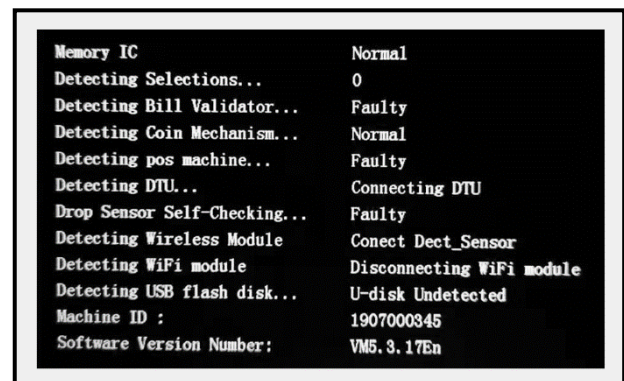 Memory IC Normal
Detecting Selections... 0
Detecting Bill Validator... Faulty
Detecting Coin Mechanism... Normal
Detecting pos machine... Faulty
Detecting DTU... Connecting DTU
Drop Sensor Self-Checking... Faulty
Detecting Wireless Module Conect Dect_Sensor
Detecting WiFi module Disconnecting WiFi module
Detecting USB flash disk... U-disk Undetected
Machine ID : 1907000345
Software Version Number: VM5.3.17En